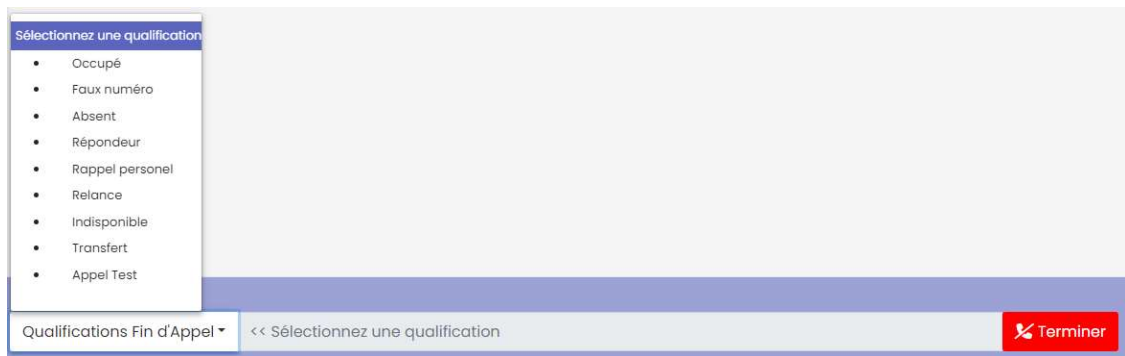 Sélectionnez une qualification
Occupé
Faux numéro
Absent
Répondeur
Rappel personel
Relance
Indisponible
Transfert
Appel Test
Qualifications Fin d'Appel << Sélectionnez une qualification Terminer